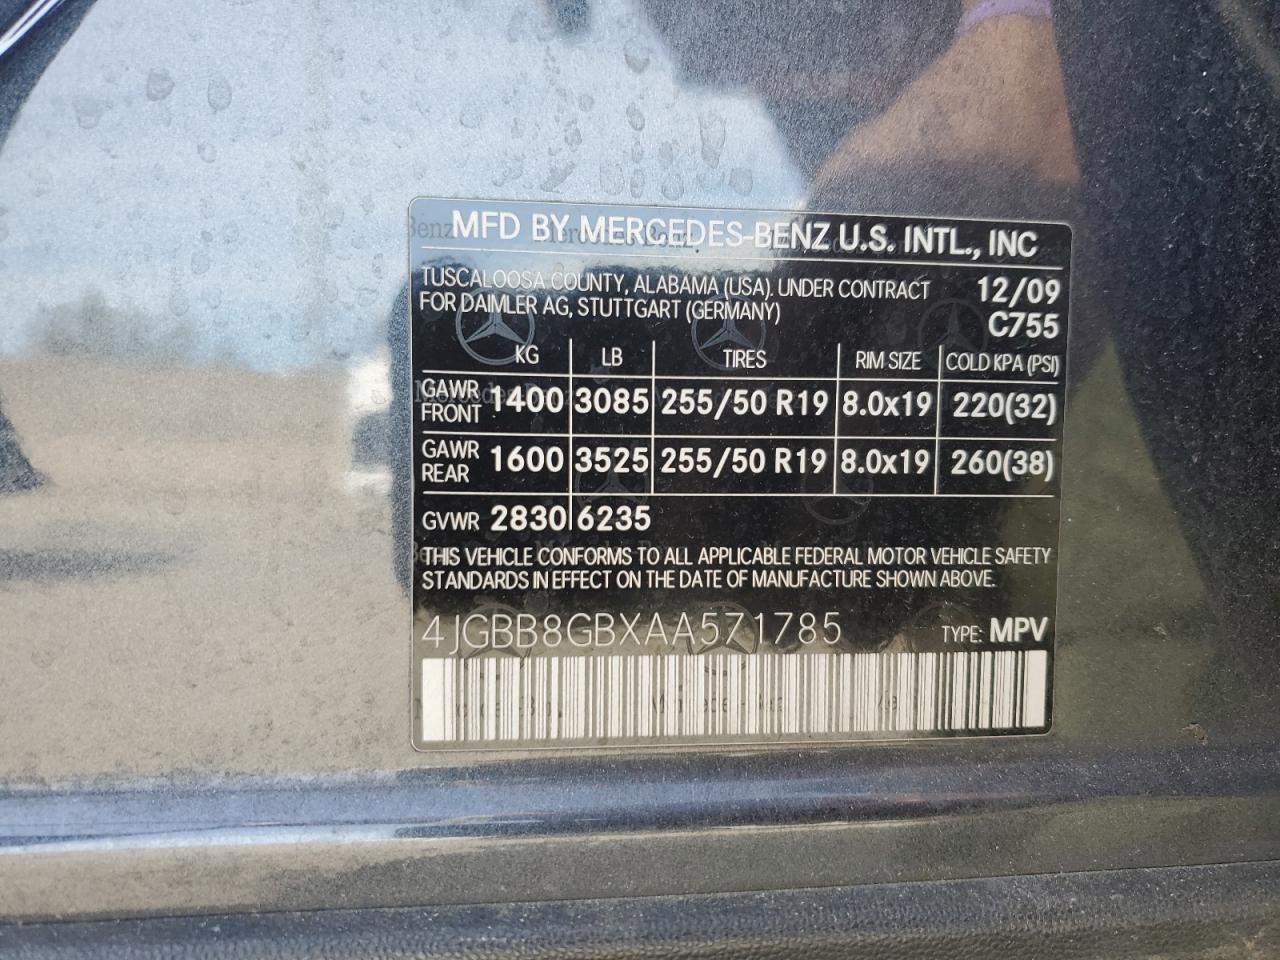 MFD BY MERCEDES-BENZ U.S. INTL., INC
TUSCALOOSA COUNTY, ALABAMA (USA). UNDER CONTRACT 12/09
FOR DAIMLER AG, STUTTGART (GERMANY) C755
KG LB TIRES RIM SIZE COLD KPA (PSI)
GAWR FRONT 1400 3085 255/50 R19 8.0x19 220(32)
GAWR REAR 1600 3525 255/50 R19 8.0x19 260(38)
GVWR 2830 6235
THIS VEHICLE CONFORMS TO ALL APPLICABLE FEDERAL MOTOR VEHICLE SAFETY
STANDARDS IN EFFECT ON THE DATE OF MANUFACTURE SHOWN ABOVE.
4JGBB8GBXAA571785 TYPE: MPV